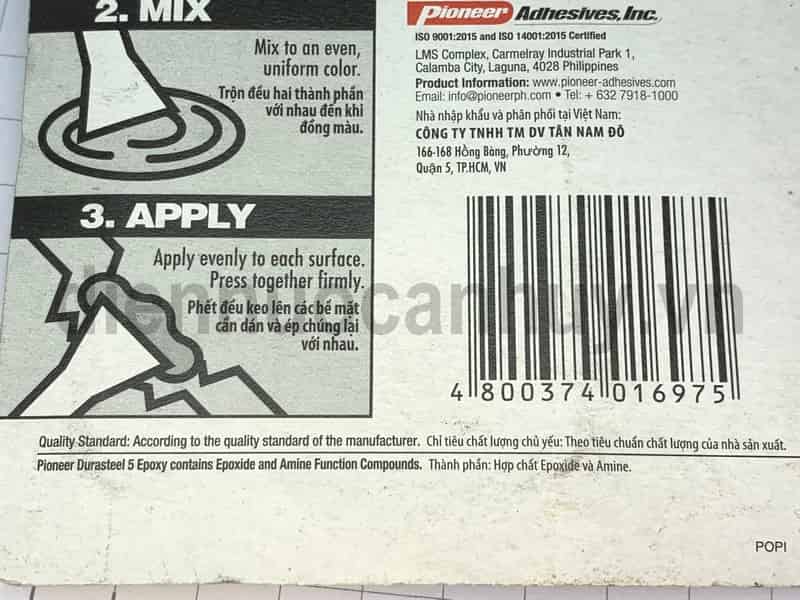 2. MIX
Mix to an even,
uniform color.
Trộn đều hai thành phần
với nhau đến khi
đồng màu.
3. APPLY
Apply evenly to each surface.
Press together firmly.
Phết đều keo lên các bề mặt
cần dán và ép chúng lại
với nhau.
Pioneer Adhesives, Inc.
ISO 9001:2015 and ISO 14001:2015 Certified
LMS Complex, Carmelray Industrial Park 1,
Calamba City, Laguna, 4028 Philippines
Product Information: www.pioneer-adhesives.com
Email: info@pioneerph.com • Tel: + 632 7918-1000
Nhà nhập khẩu và phân phối tại Việt Nam:
CÔNG TY TNHH TM DV TÂN NAM ĐÔ
166-168 Hồng Bàng, Phường 12,
Quận 5, TP.HCM, VN
4 800374 016975
diennuocanhuy.vn
Quality Standard: According to the quality standard of the manufacturer. Chỉ tiêu chất lượng chủ yếu: Theo tiêu chuẩn chất lượng của nhà sản xuất.
Pioneer Durasteel 5 Epoxy contains Epoxide and Amine Function Compounds. Thành phần: Hợp chất Epoxide và Amine.
POPI